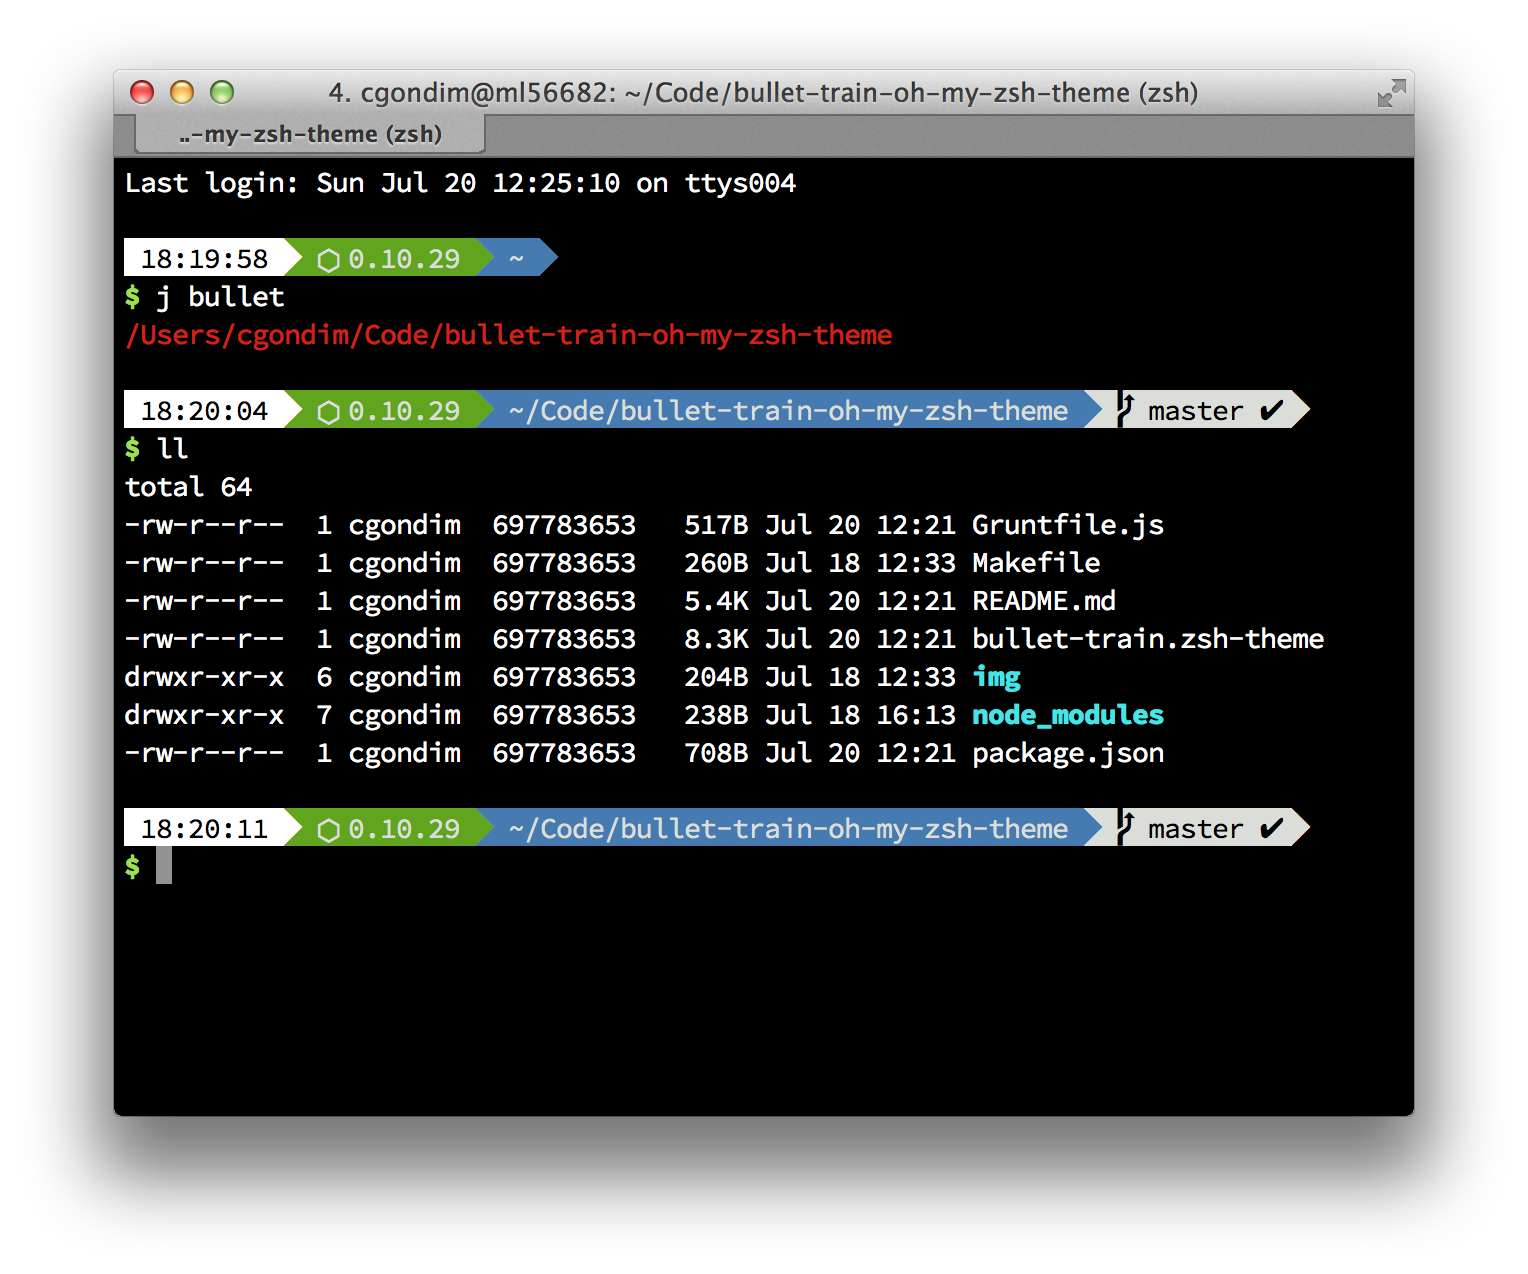 4. cgondim@ml56682: ~/Code/bullet-train-oh-my-zsh-theme (zsh)
..-my-zsh-theme (zsh)
Last login: Sun Jul 20 12:25:10 on ttys004
18:19:58 ⬡ 0.10.29 ~
$ j bullet
/Users/cgondim/Code/bullet-train-oh-my-zsh-theme
18:20:04 ⬡ 0.10.29 ~/Code/bullet-train-oh-my-zsh-theme master ✔
$ ll
total 64
-rw-r--r--  1 cgondim  697783653   517B Jul 20 12:21 Gruntfile.js
-rw-r--r--  1 cgondim  697783653   260B Jul 18 12:33 Makefile
-rw-r--r--  1 cgondim  697783653   5.4K Jul 20 12:21 README.md
-rw-r--r--  1 cgondim  697783653   8.3K Jul 20 12:21 bullet-train.zsh-theme
drwxr-xr-x  6 cgondim  697783653   204B Jul 18 12:33 img
drwxr-xr-x  7 cgondim  697783653   238B Jul 18 16:13 node_modules
-rw-r--r--  1 cgondim  697783653   708B Jul 20 12:21 package.json
18:20:11 ⬡ 0.10.29 ~/Code/bullet-train-oh-my-zsh-theme master ✔
$